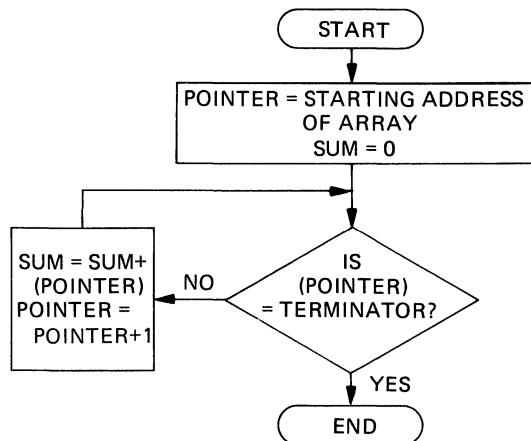 START
POINTER = STARTING ADDRESS
OF ARRAY
SUM = 0
IS
(POINTER)
= TERMINATOR?
NO
SUM = SUM+
(POINTER)
POINTER =
POINTER+1
YES
END